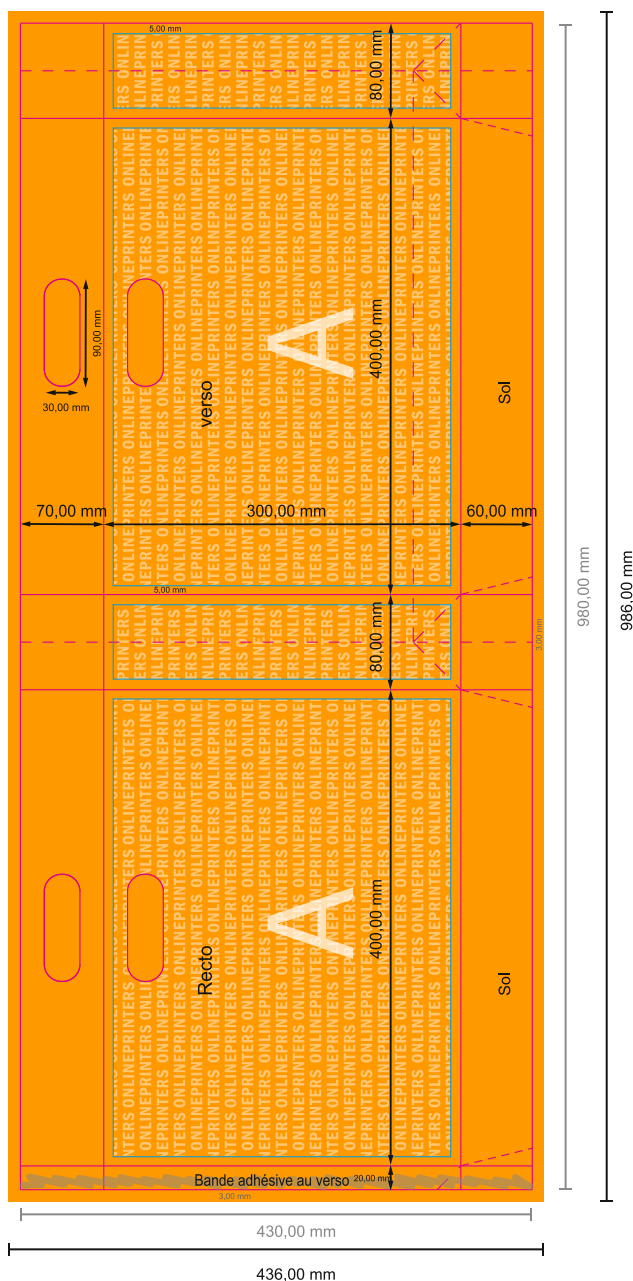 5,00 mm
80,00 mm
ONLINEPRINTERS ONLINEPRINTERS
A
400,00 mm
90,00 mm
30,00 mm
verso
Sol
70,00 mm
300,00 mm
60,00 mm
5,00 mm
80,00 mm
3,00 mm
980,00 mm
986,00 mm
ONLINEPRINTERS ONLINEPRINTERS
A
400,00 mm
Recto
Sol
Bande adhésive au verso 20,00 mm
3,00 mm
430,00 mm
436,00 mm